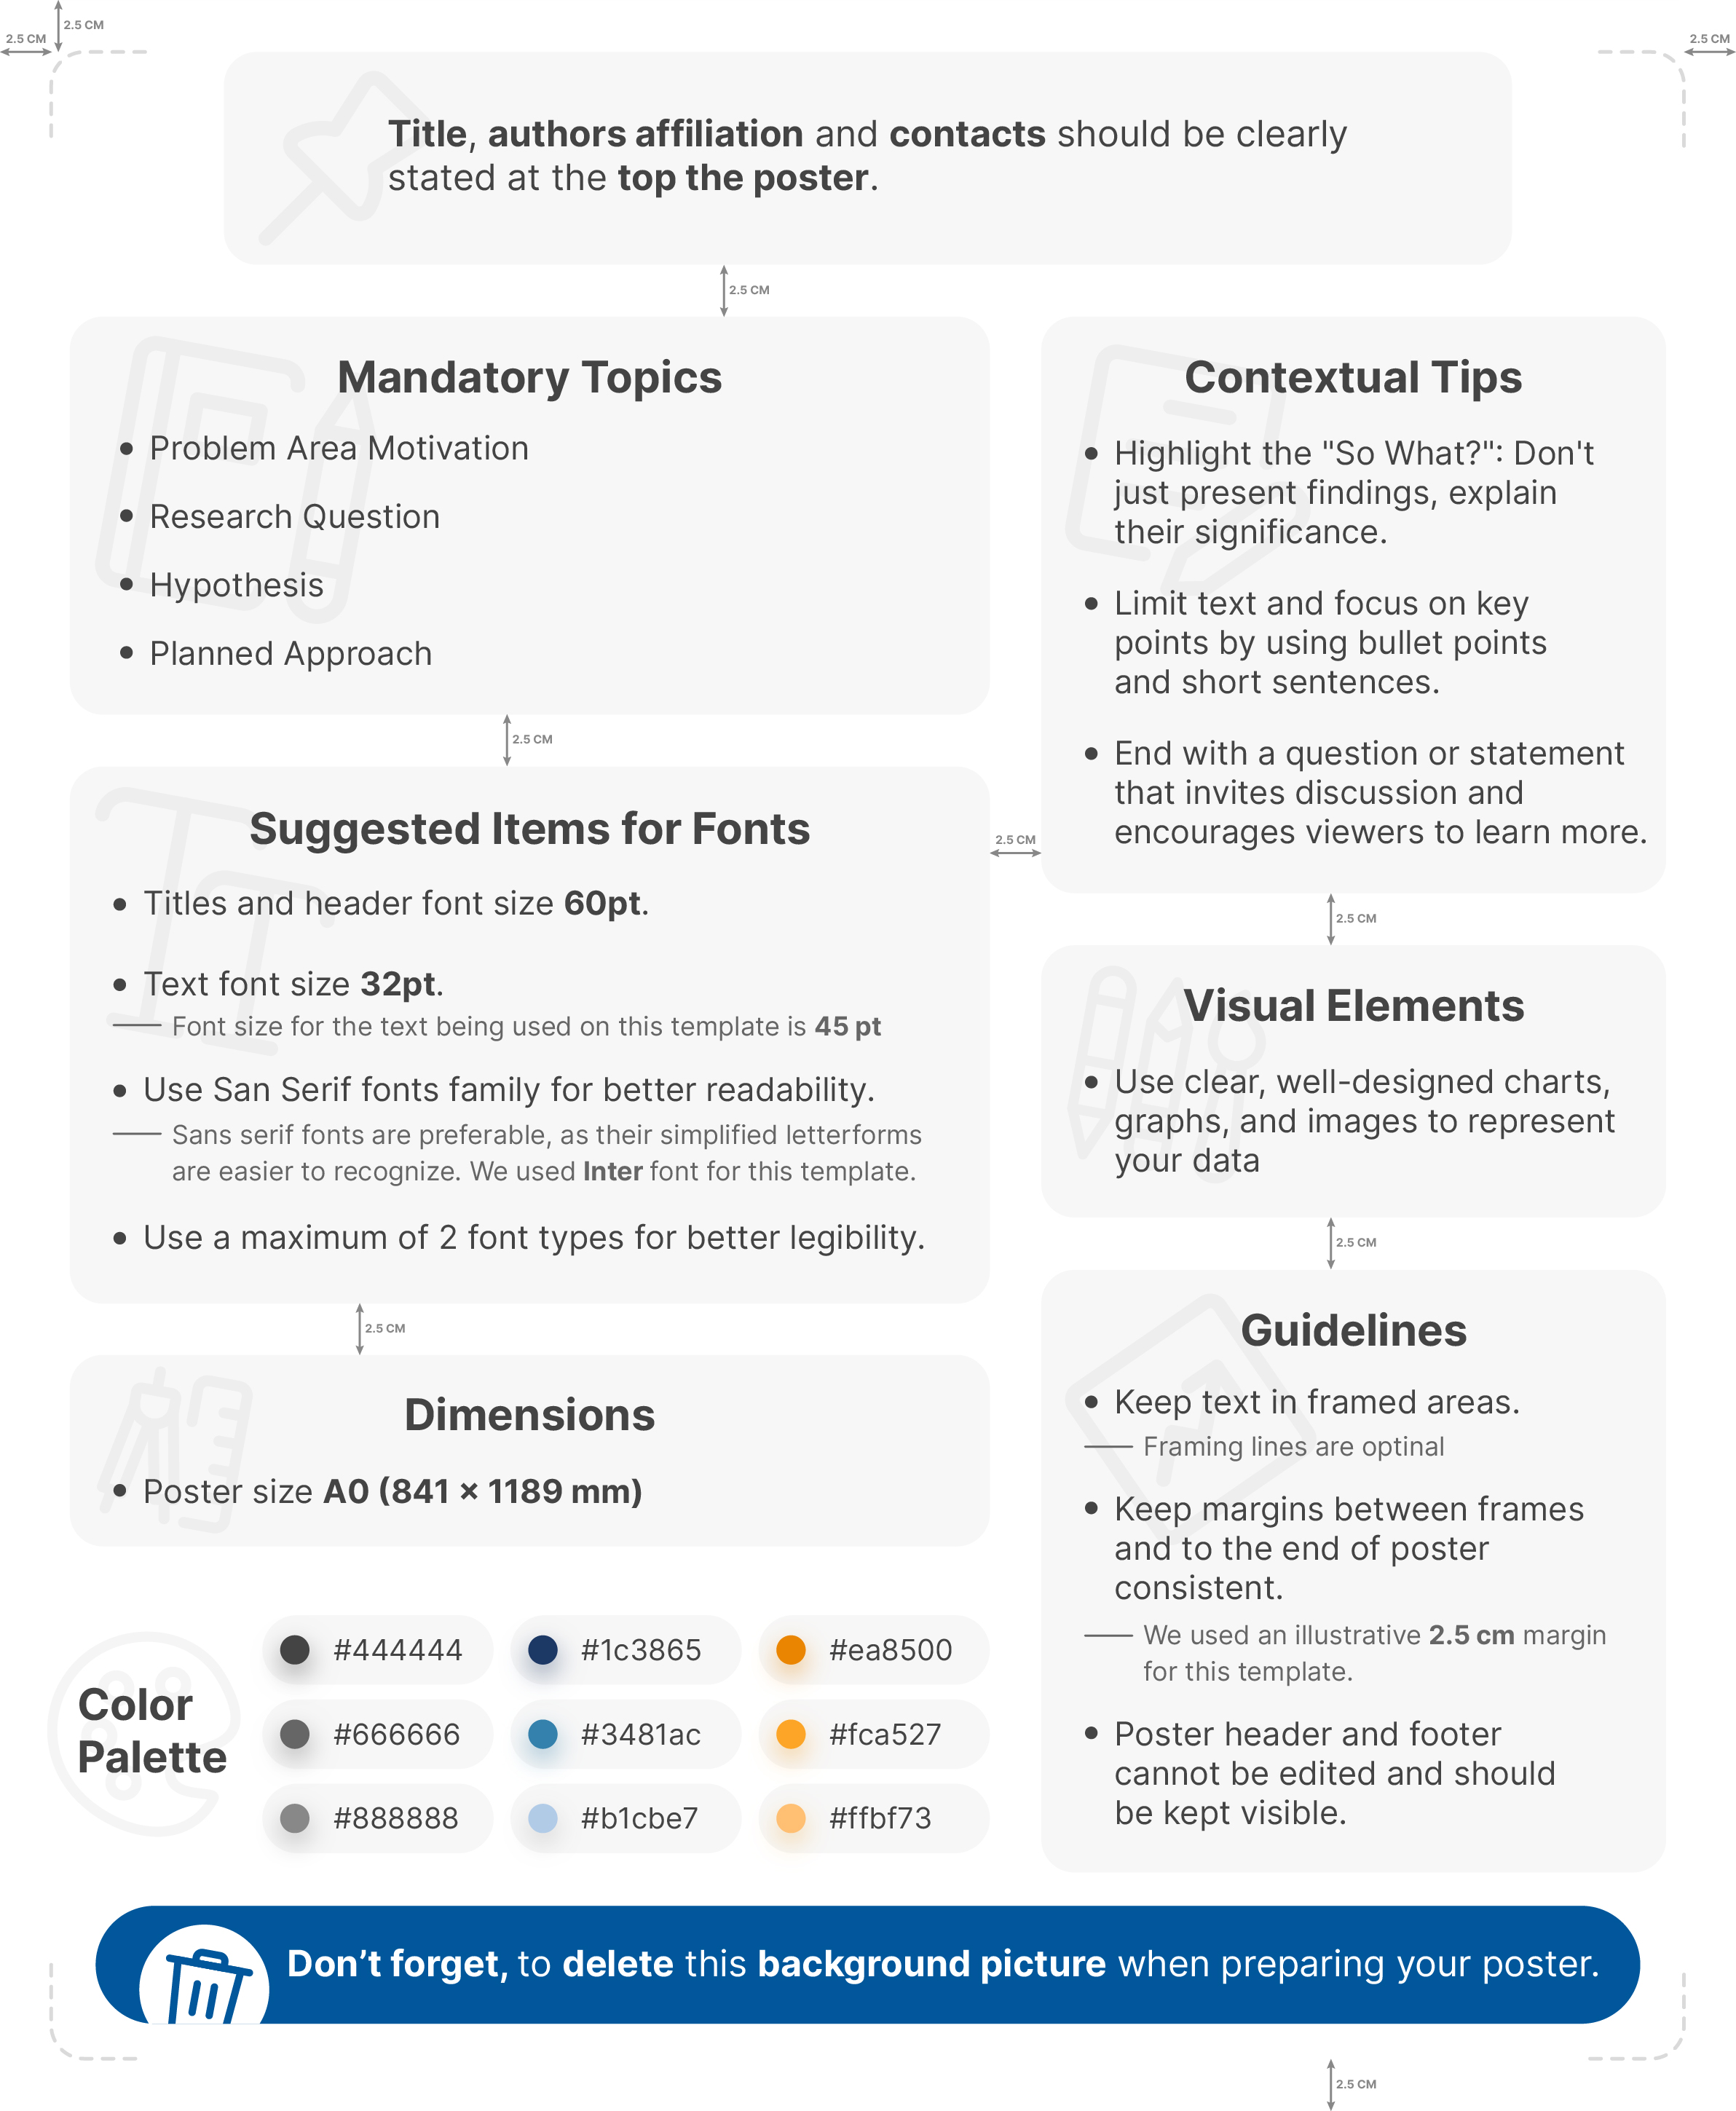 2.5 CM
2.5 CM
2.5 CM
Title, authors affiliation and contacts should be clearly
stated at the top the poster.
2.5 CM
Mandatory Topics
• Problem Area Motivation
• Research Question
• Hypothesis
• Planned Approach
2.5 CM
Suggested Items for Fonts
• Titles and header font size 60pt.
• Text font size 32pt.
Font size for the text being used on this template is 45 pt
• Use San Serif fonts family for better readability.
Sans serif fonts are preferable, as their simplified letterforms
are easier to recognize. We used Inter font for this template.
• Use a maximum of 2 font types for better legibility.
2.5 CM
Dimensions
• Poster size A0 (841 × 1189 mm)
Color
Palette
#444444
#1c3865
#ea8500
#666666
#3481ac
#fca527
#888888
#b1cbe7
#ffbf73
2.5 CM
Contextual Tips
• Highlight the "So What?": Don't
just present findings, explain
their significance.
• Limit text and focus on key
points by using bullet points
and short sentences.
• End with a question or statement
that invites discussion and
encourages viewers to learn more.
2.5 CM
Visual Elements
• Use clear, well-designed charts,
graphs, and images to represent
your data
2.5 CM
Guidelines
• Keep text in framed areas.
Framing lines are optinal
• Keep margins between frames
and to the end of poster
consistent.
We used an illustrative 2.5 cm margin
for this template.
• Poster header and footer
cannot be edited and should
be kept visible.
Don’t forget, to delete this background picture when preparing your poster.
2.5 CM